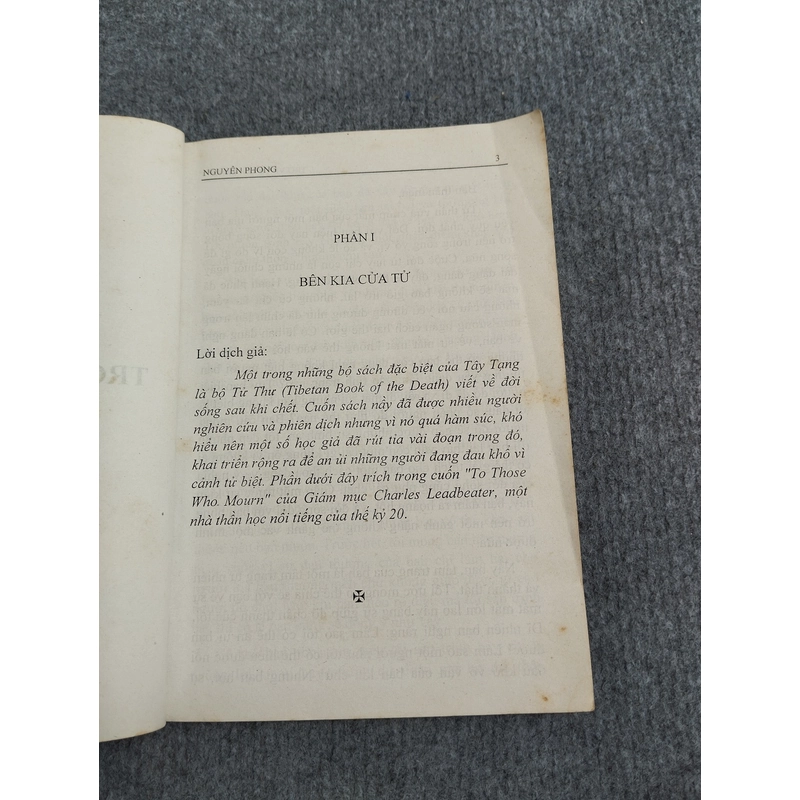 NGUYÊN PHONG 3
PHẦN I
BÊN KIA CỬA TỬ
Lời dịch giả:
Một trong những bộ sách đặc biệt của Tây Tạng
là bộ Tử Thư (Tibetan Book of the Death) viết về đời
sống sau khi chết. Cuốn sách nầy đã được nhiều người
nghiên cứu và phiên dịch nhưng vì nó quá hàm súc, khó
hiểu nên một số học giả đã rút tỉa vài đoạn trong đó,
khai triển rộng ra để an ủi những người đang đau khổ vì
cảnh tử biệt. Phần dưới đây trích trong cuốn "To Those
Who Mourn" của Giám mục Charles Leadbeater, một
nhà thần học nổi tiếng của thế kỷ 20.